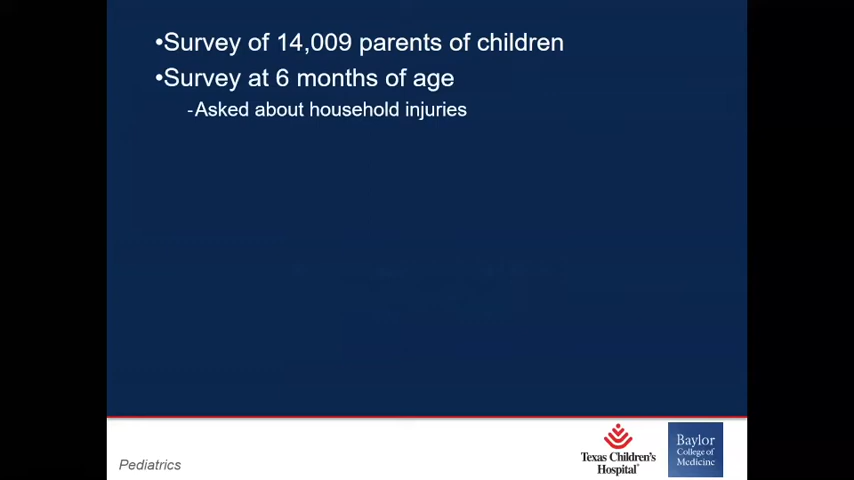 •Survey of 14,009 parents of children
•Survey at 6 months of age
-Asked about household injuries
Pediatrics
Texas Children's
Hospital®
Baylor
College of
Medicine